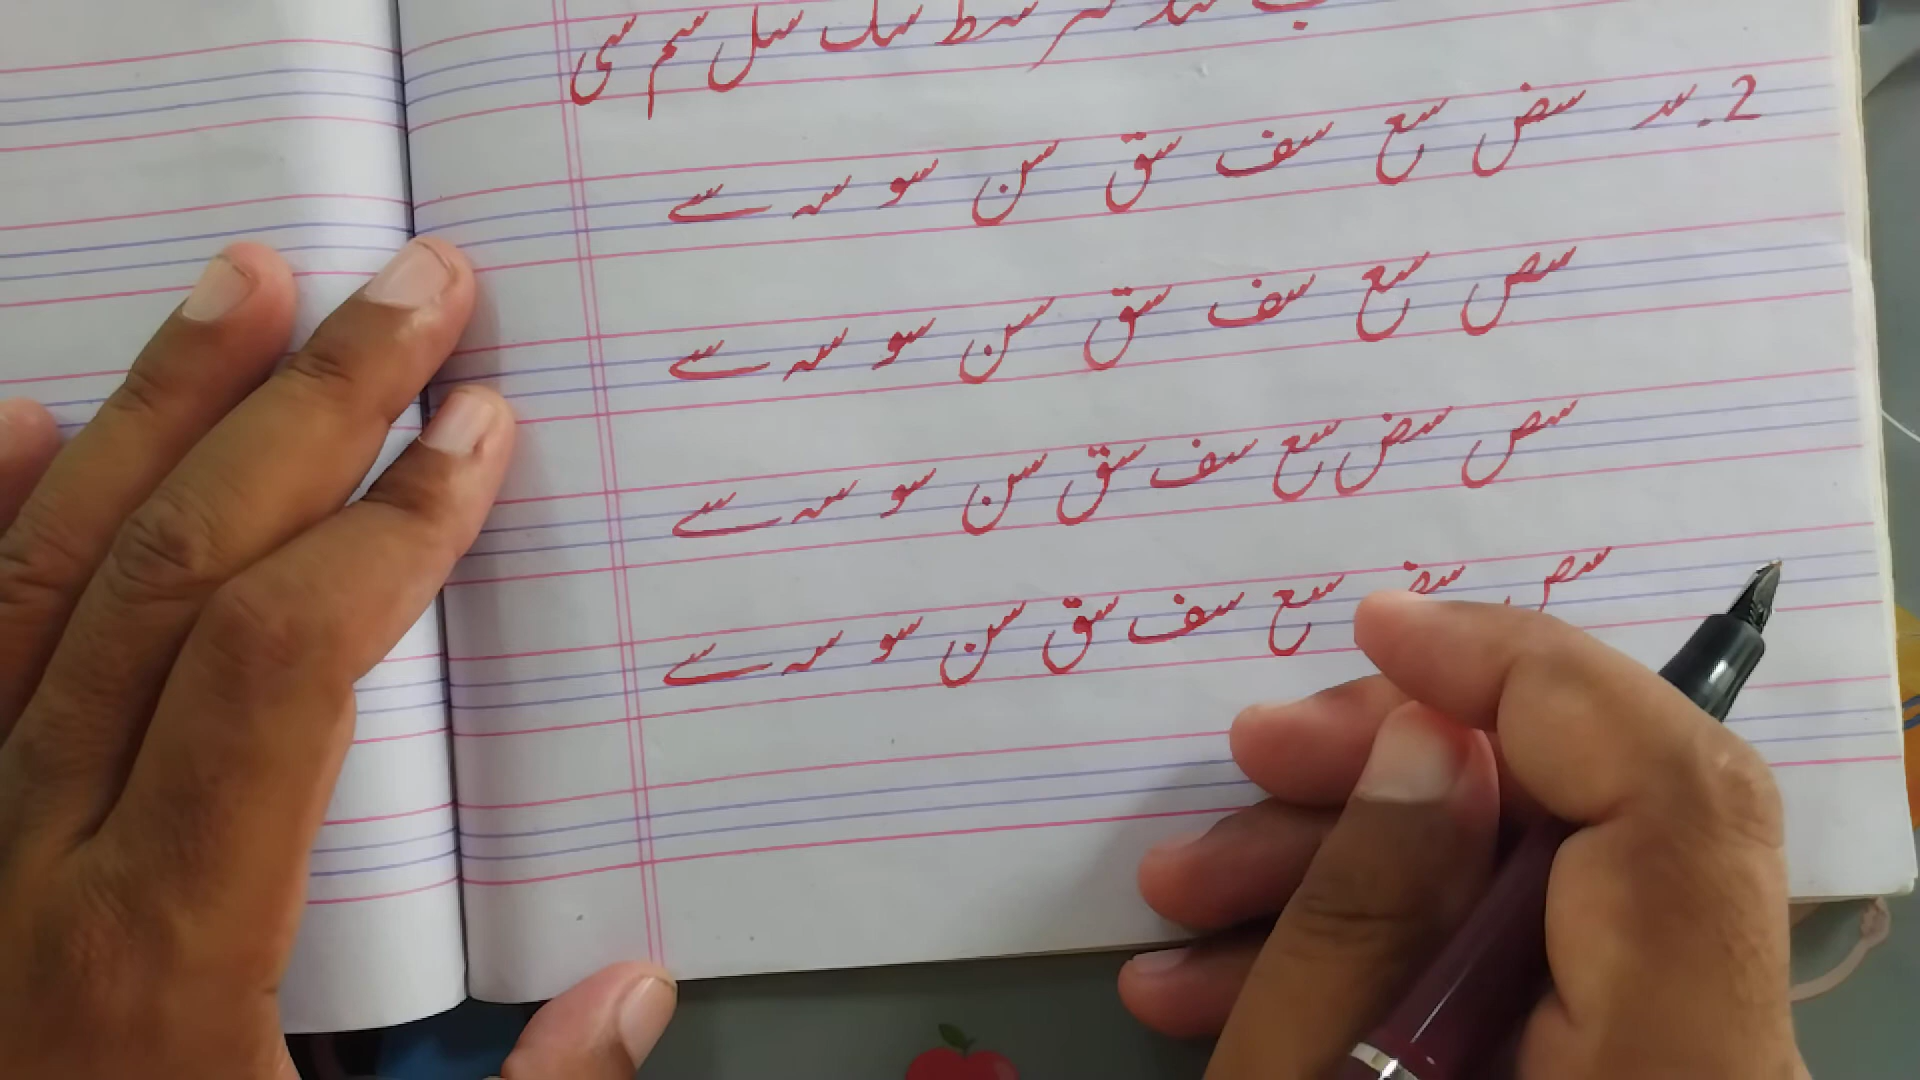 سط سک سل سم سی
2. سد سض سع سف سق سن سو سہ سے
سص سع سف سق سن سو سہ سے
سص سض سع سف سق سن سو سہ سے
سص سض سع سف سق سن سو سہ سے